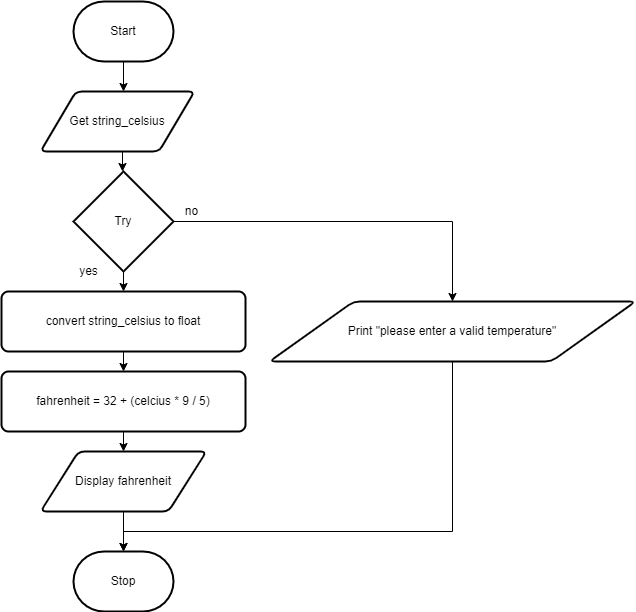 Start
Get string_celsius
Try
no
yes
convert string_celsius to float
Print "please enter a valid temperature"
fahrenheit = 32 + (celcius * 9 / 5)
Display fahrenheit
Stop